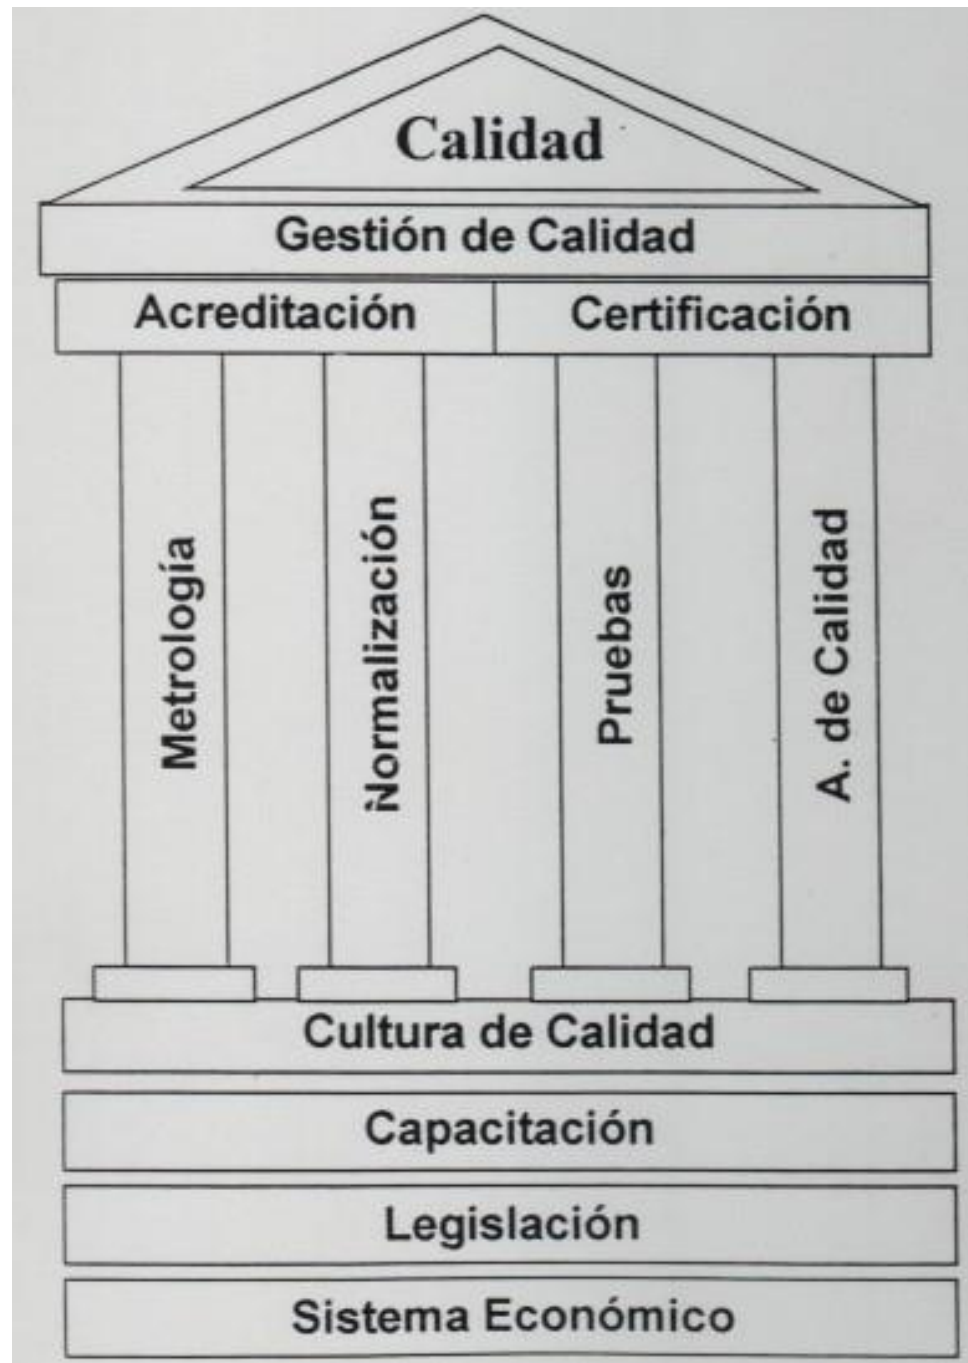 Calidad
Gestión de Calidad
Acreditación
Certificación
Metrología
Normalización
Pruebas
A. de Calidad
Cultura de Calidad
Capacitación
Legislación
Sistema Económico